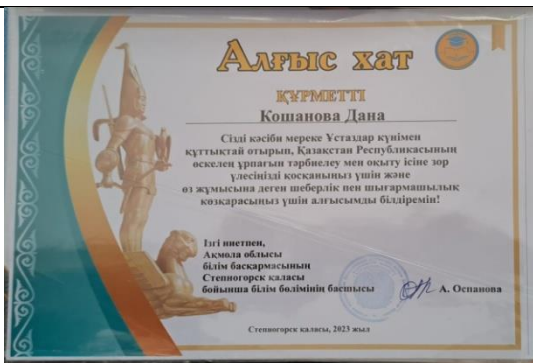 Алғыс хат
ҚҰРМЕТТІ
Кошанова Дана
Сізді кәсіби мереке Ұстаздар күнімен
құттықтай отырып, Қазақстан Республикасының
өскелең ұрпағын тәрбиелеу мен оқыту ісіне зор
үлесіңізді қосқаныңыз үшін және
өз жұмысына деген шеберлік пен шығармашылық
көзқарасыңыз үшін алғысымды білдіремін!
Ізгі ниетпен,
Ақмола облысы
білім басқармасының
Степногорск қаласы
бойынша білім бөлімінің басшысы
А. Оспанова
Степногорск қаласы, 2023 жыл